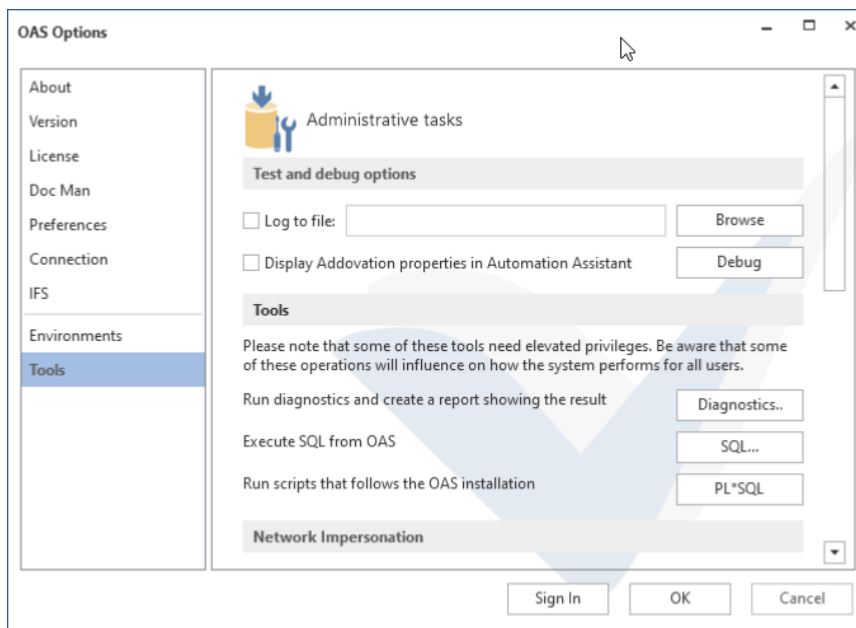 OAS Options
About
Version
License
Doc Man
Preferences
Connection
IFS
Environments
Tools
Administrative tasks
Test and debug options
Log to file:
Browse
Display Addovation properties in Automation Assistant
Debug
Tools
Please note that some of these tools need elevated privileges. Be aware that some
of these operations will influence on how the system performs for all users.
Run diagnostics and create a report showing the result
Diagnostics..
Execute SQL from OAS
SQL...
Run scripts that follows the OAS installation
PL*SQL
Network Impersonation
Sign In
OK
Cancel